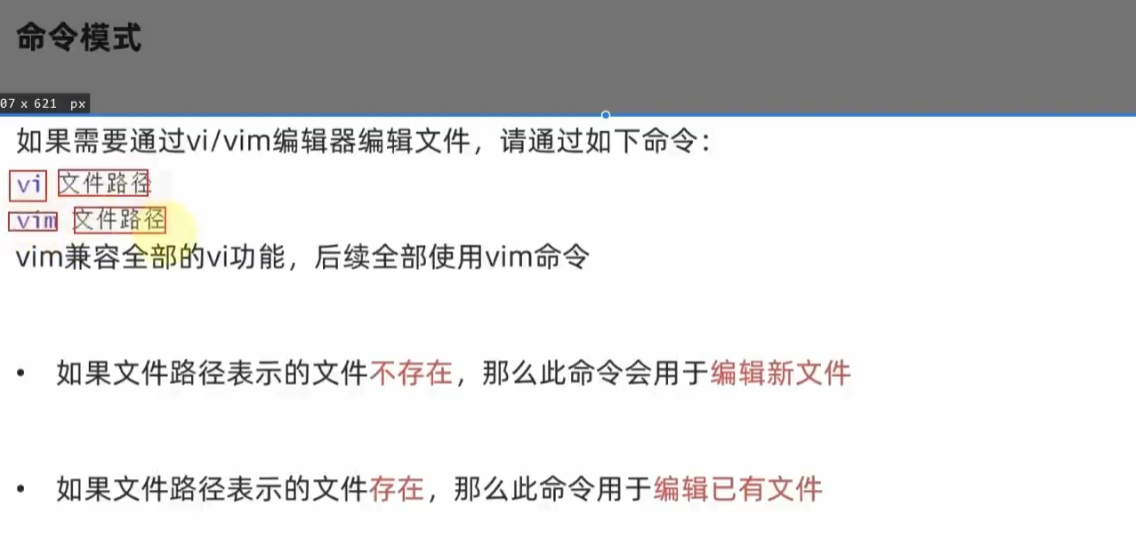 命令模式
07 x 621 px
如果需要通过vi/vim编辑器编辑文件，请通过如下命令：
vi 文件路径
vim 文件路径
vim兼容全部的vi功能，后续全部使用vim命令
• 如果文件路径表示的文件不存在，那么此命令会用于编辑新文件
• 如果文件路径表示的文件存在，那么此命令用于编辑已有文件